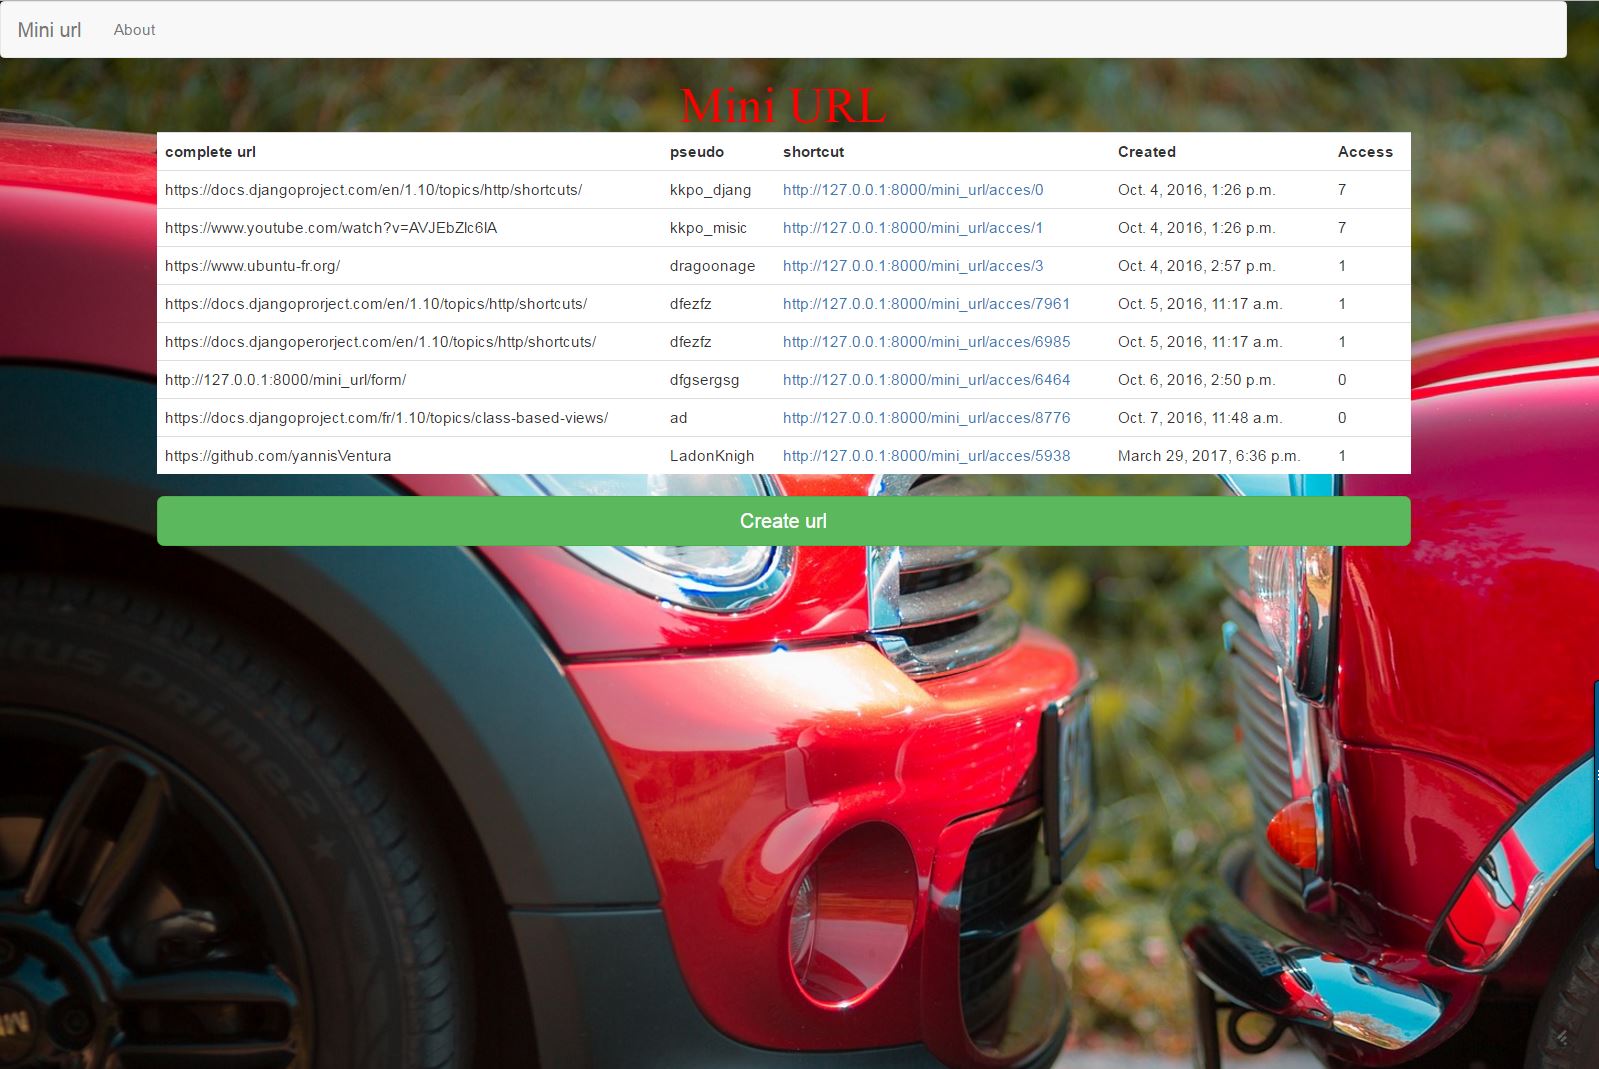 Mini url About
Mini URL
complete url pseudo shortcut Created Access
https://docs.djangoproject.com/en/1.10/topics/http/shortcuts/ kkpo_djang http://127.0.0.1:8000/mini_url/acces/0 Oct. 4, 2016, 1:26 p.m. 7
https://www.youtube.com/watch?v=AVJEbZlc6lA kkpo_misic http://127.0.0.1:8000/mini_url/acces/1 Oct. 4, 2016, 1:26 p.m. 7
https://www.ubuntu-fr.org/ dragoonage http://127.0.0.1:8000/mini_url/acces/3 Oct. 4, 2016, 2:57 p.m. 1
https://docs.djangoprorject.com/en/1.10/topics/http/shortcuts/ dfezfz http://127.0.0.1:8000/mini_url/acces/7961 Oct. 5, 2016, 11:17 a.m. 1
https://docs.djangoperorject.com/en/1.10/topics/http/shortcuts/ dfezfz http://127.0.0.1:8000/mini_url/acces/6985 Oct. 5, 2016, 11:17 a.m. 1
http://127.0.0.1:8000/mini_url/form/ dfgsergsg http://127.0.0.1:8000/mini_url/acces/6464 Oct. 6, 2016, 2:50 p.m. 0
https://docs.djangoproject.com/fr/1.10/topics/class-based-views/ ad http://127.0.0.1:8000/mini_url/acces/8776 Oct. 7, 2016, 11:48 a.m. 0
https://github.com/yannisVentura LadonKnigh http://127.0.0.1:8000/mini_url/acces/5938 March 29, 2017, 6:36 p.m. 1
Create url